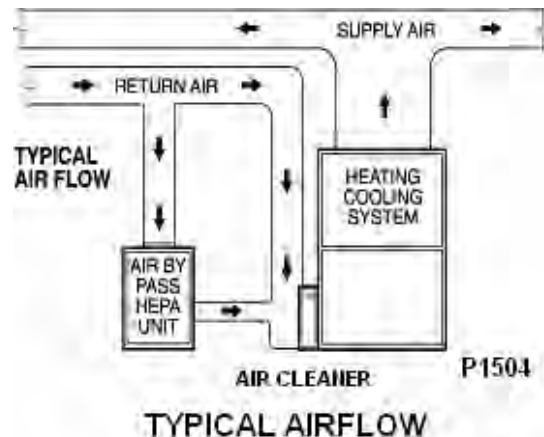 SUPPLY AIR
RETURN AIR
TYPICAL
AIR FLOW
HEATING
COOLING
SYSTEM
AIR BY
PASS
HEPA
UNIT
AIR CLEANER
P1504
TYPICAL AIRFLOW